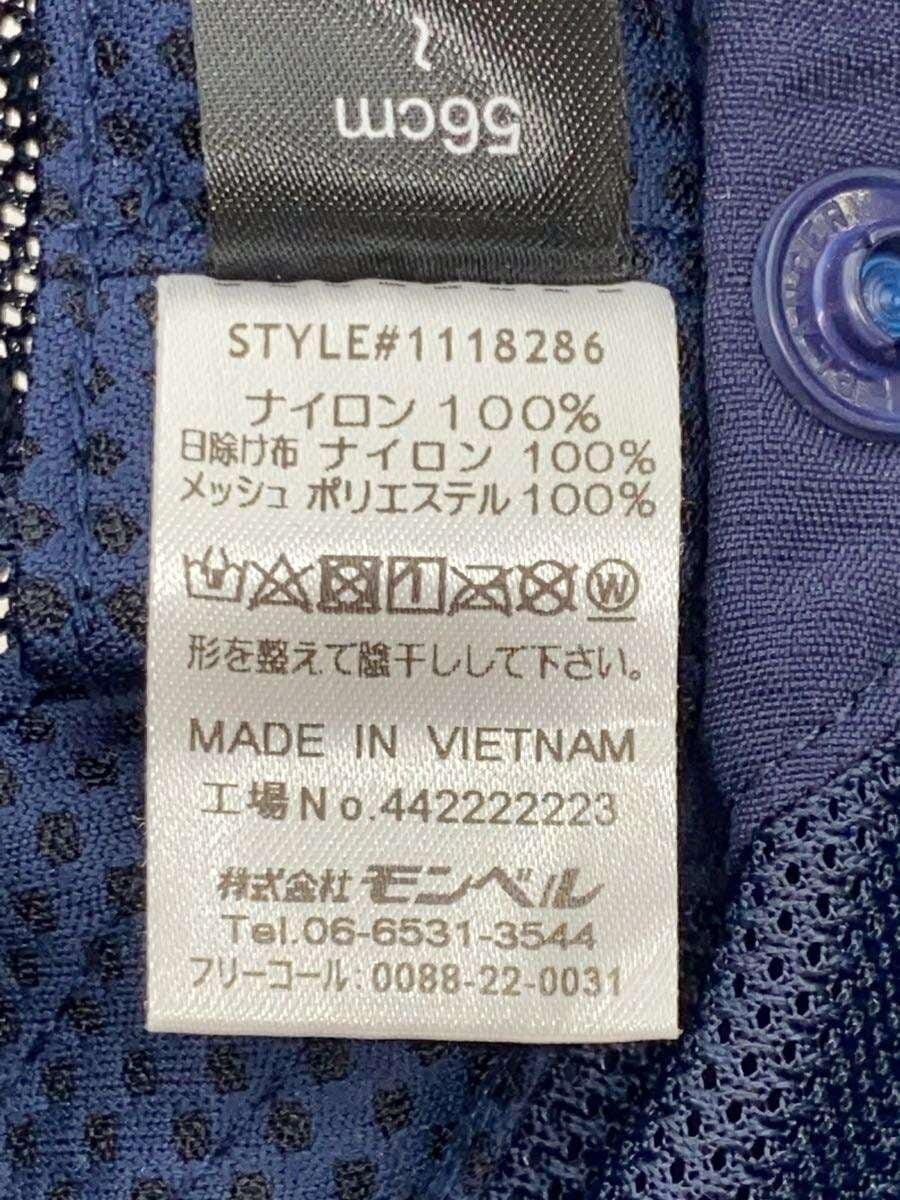 56cm
~
STYLE#1118286
ナイロン 100%
日除け布 ナイロン 100%
メッシュ ポリエステル 100%
W
形を整えて陰干しして下さい。
MADE IN VIETNAM
工場No.442222223
株式会社 モンベル
Tel.06-6531-3544
フリーコール:0088-22-0031